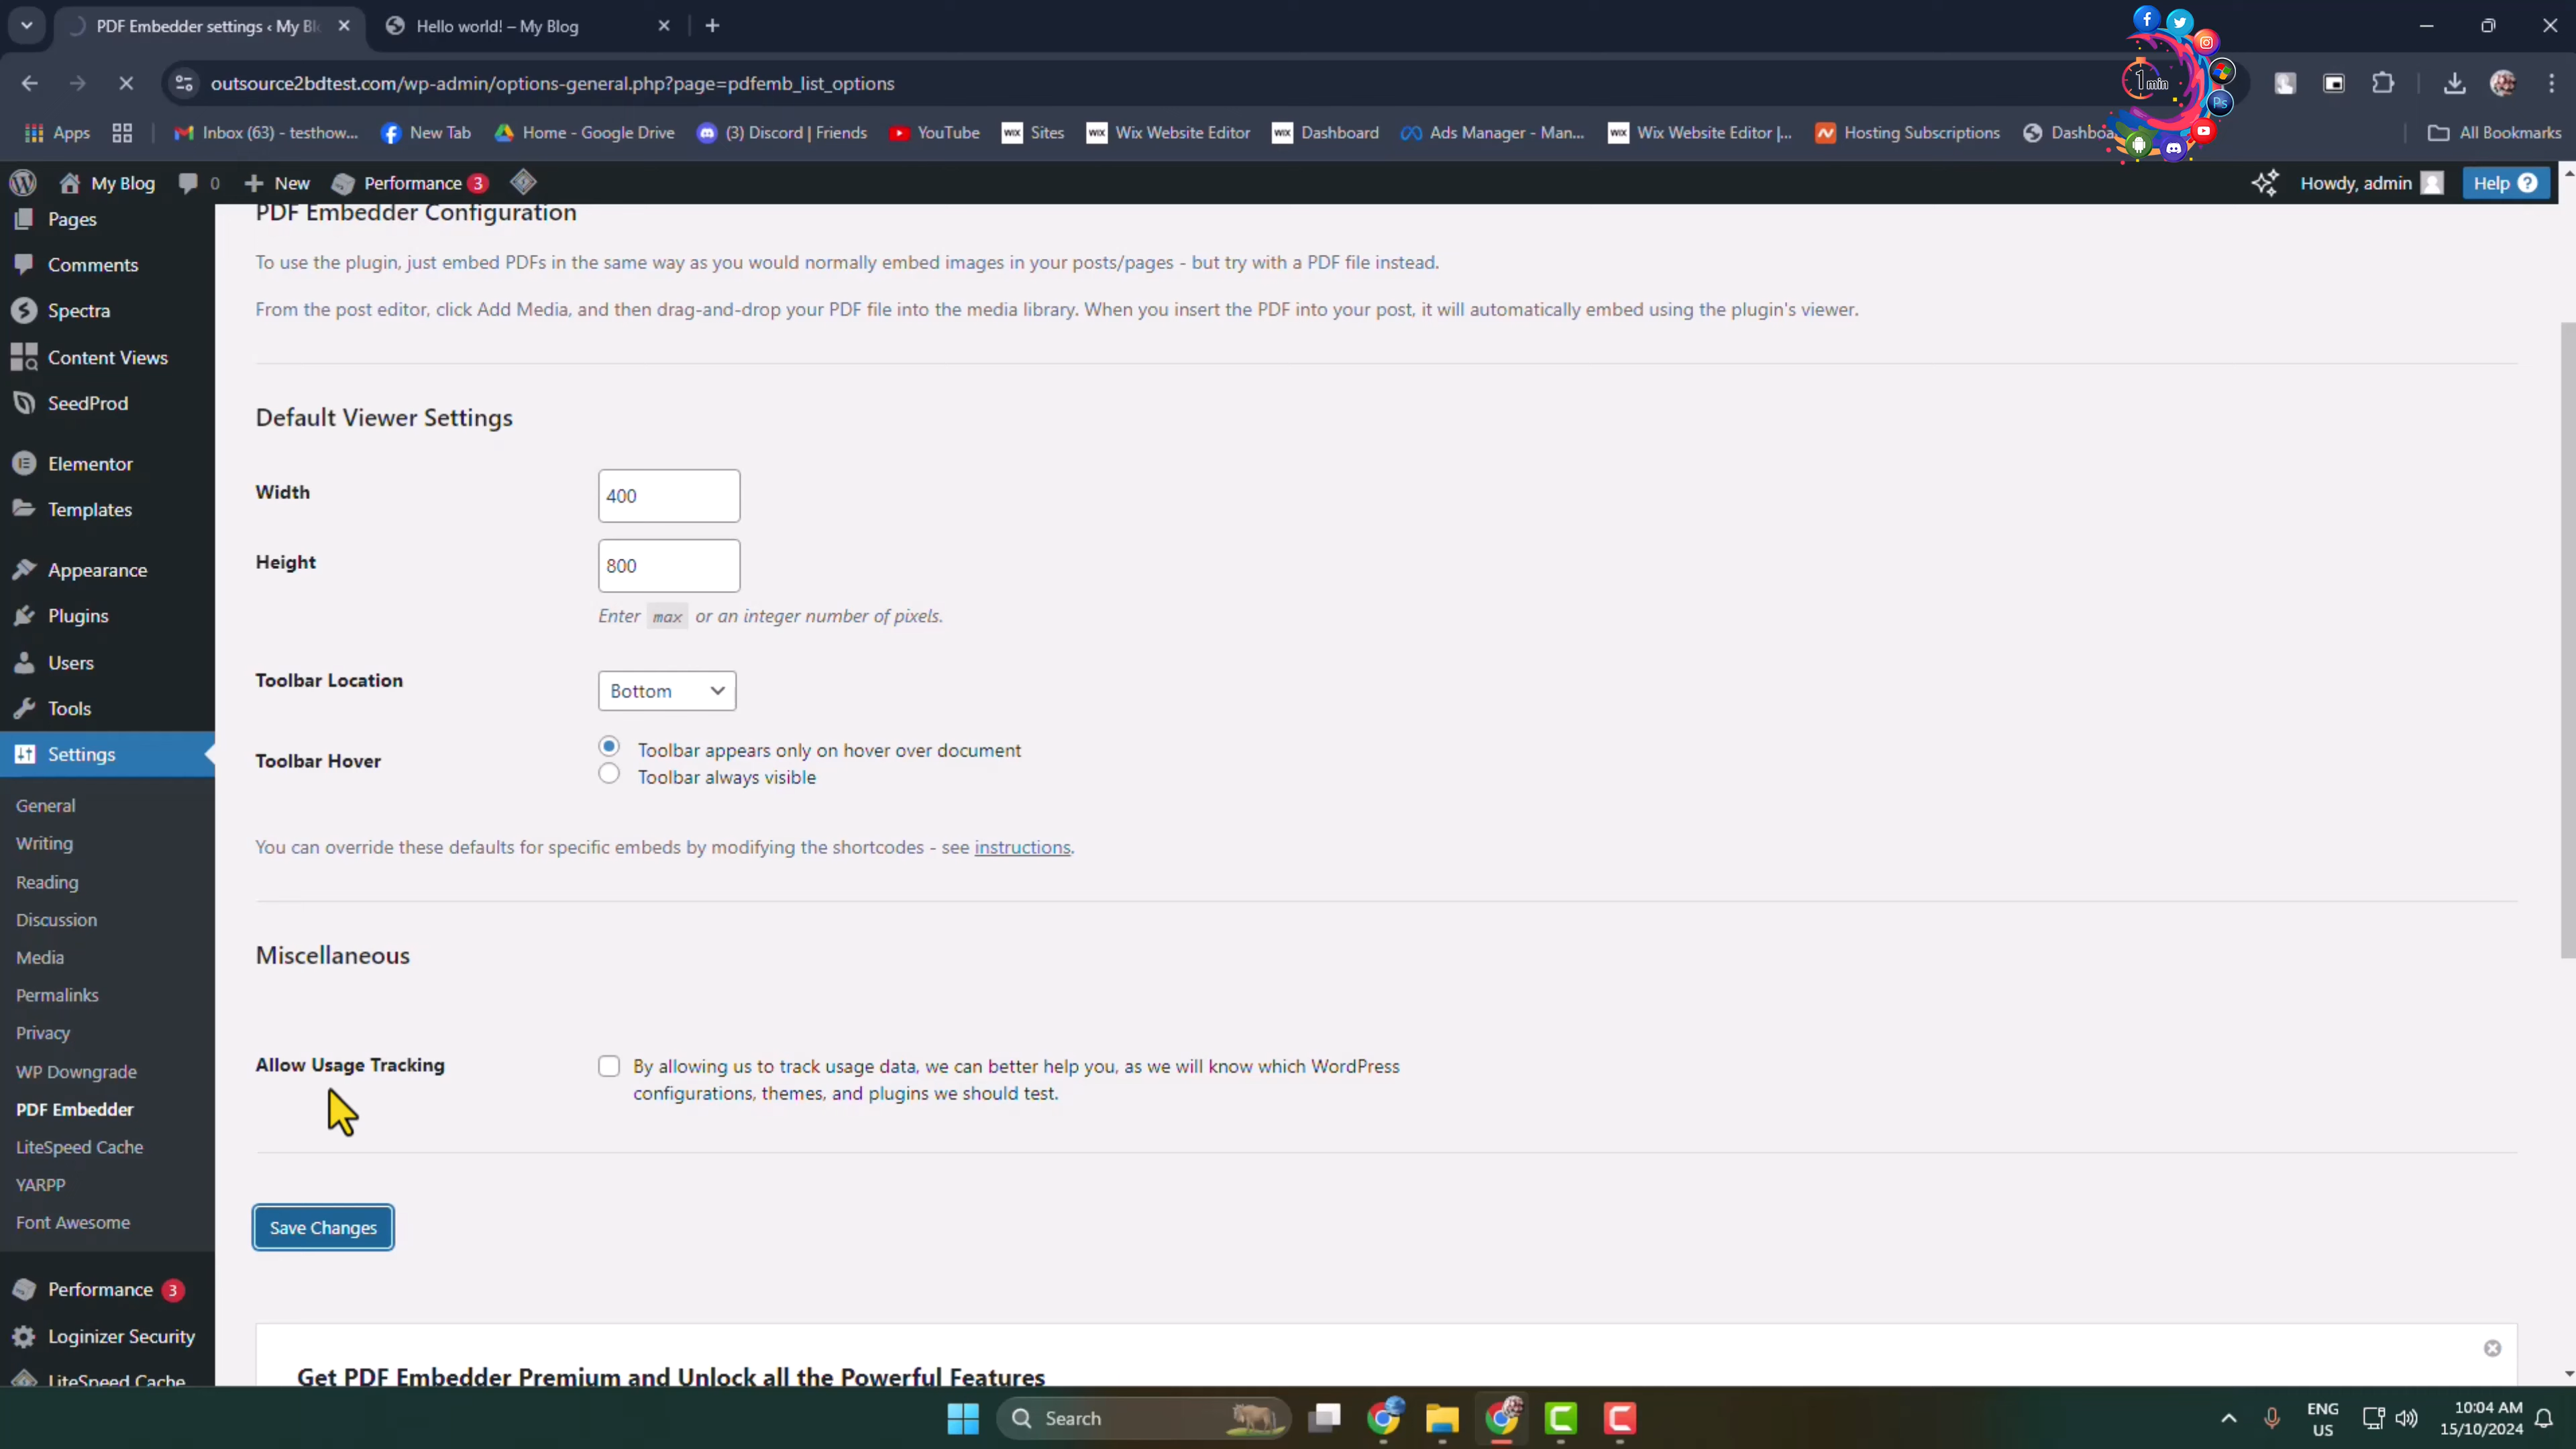 PDF Embedder settings ‹ My Bl
Hello world! – My Blog
outsource2bdtest.com/wp-admin/options-general.php?page=pdfemb_list_options
1 min
Ps
Apps
Inbox (63) - testhow...
New Tab
Home - Google Drive
(3) Discord | Friends
YouTube
WIX Sites
WIX Wix Website Editor
WIX Dashboard
Ads Manager - Man...
WIX Wix Website Editor |...
Hosting Subscriptions
Dashboa
All Bookmarks
My Blog
0
New
Performance 3
Howdy, admin
Help ?
Pages
Comments
Spectra
Content Views
SeedProd
Elementor
Templates
Appearance
Plugins
Users
Tools
Settings
General
Writing
Reading
Discussion
Media
Permalinks
Privacy
WP Downgrade
PDF Embedder
LiteSpeed Cache
YARPP
Font Awesome
Performance 3
Loginizer Security
LiteSpeed Cache
PDF Embedder Configuration
To use the plugin, just embed PDFs in the same way as you would normally embed images in your posts/pages - but try with a PDF file instead.
From the post editor, click Add Media, and then drag-and-drop your PDF file into the media library. When you insert the PDF into your post, it will automatically embed using the plugin's viewer.
Default Viewer Settings
Width
400
Height
800
Enter max or an integer number of pixels.
Toolbar Location
Bottom
Toolbar Hover
Toolbar appears only on hover over document
Toolbar always visible
You can override these defaults for specific embeds by modifying the shortcodes - see instructions.
Miscellaneous
Allow Usage Tracking
By allowing us to track usage data, we can better help you, as we will know which WordPress
configurations, themes, and plugins we should test.
Save Changes
Get PDF Embedder Premium and Unlock all the Powerful Features
Search
ENG
US
10:04 AM
15/10/2024